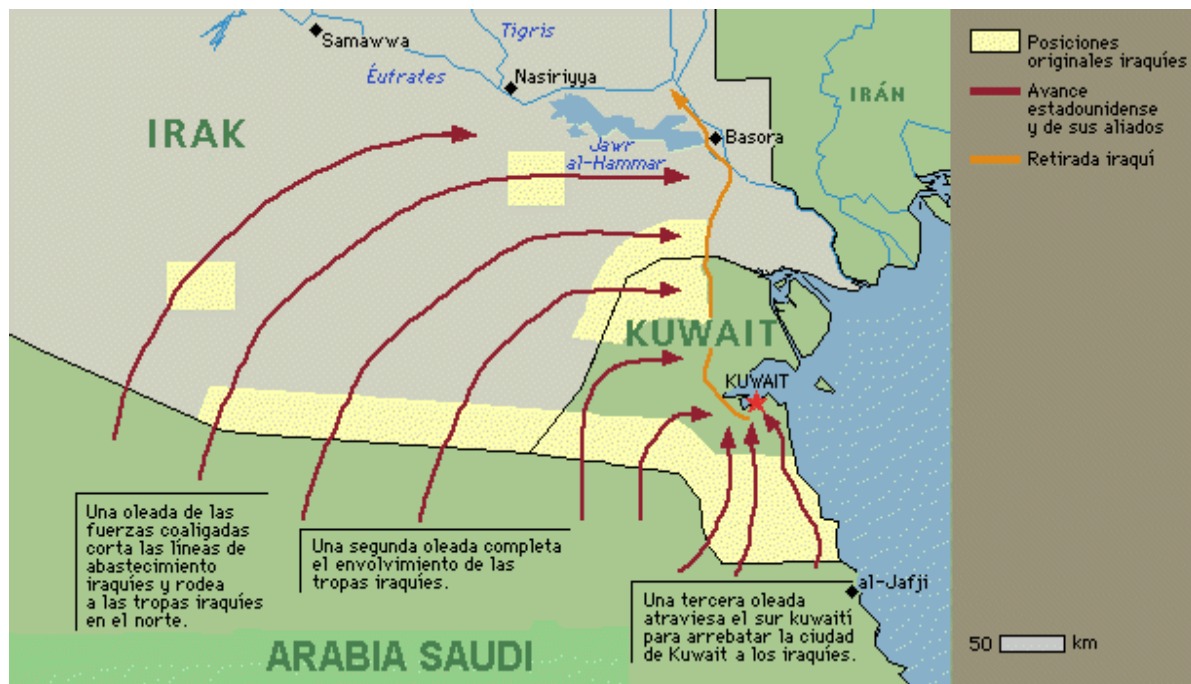 Samawwa
Tigris
Éufrates
Nasiriyya
IRAK
Jawr
al-Hammar
Basora
IRÁN
KUWAIT
KUWAIT
Una oleada de las
fuerzas coaligadas
corta las líneas de
abastecimiento
iraquíes y rodea
a las tropas iraquíes
en el norte.
Una segunda oleada completa
el envolvimiento de las
tropas iraquíes.
Una tercera oleada
atraviesa el sur kuwaití
para arrebatar la ciudad
de Kuwait a los iraquíes.
al-Jafji
ARABIA SAUDI
Posiciones
originales iraquíes
Avance
estadounidense
y de sus aliados
Retirada iraquí
50 km